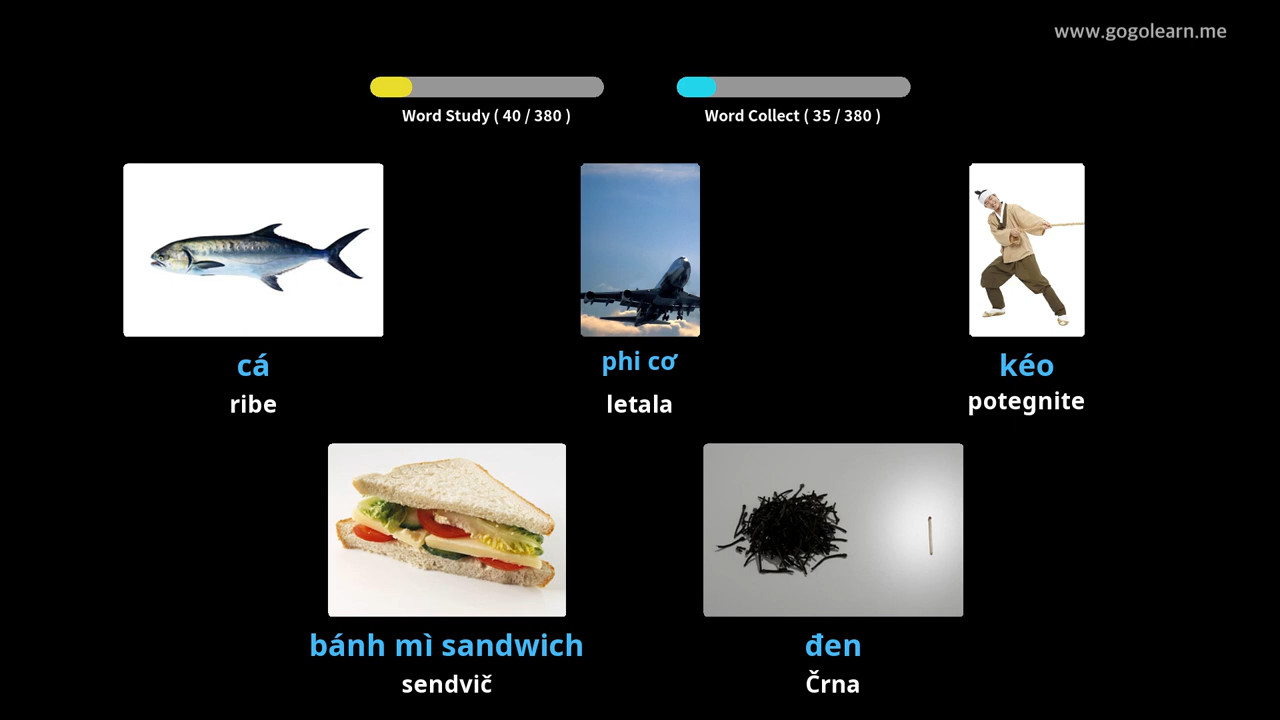 www.gogolearn.me
Word Study ( 40 / 380 )
Word Collect ( 35 / 380 )
cá
ribe
phi cơ
letala
kéo
potegnite
bánh mì sandwich
sendvič
đen
Črna